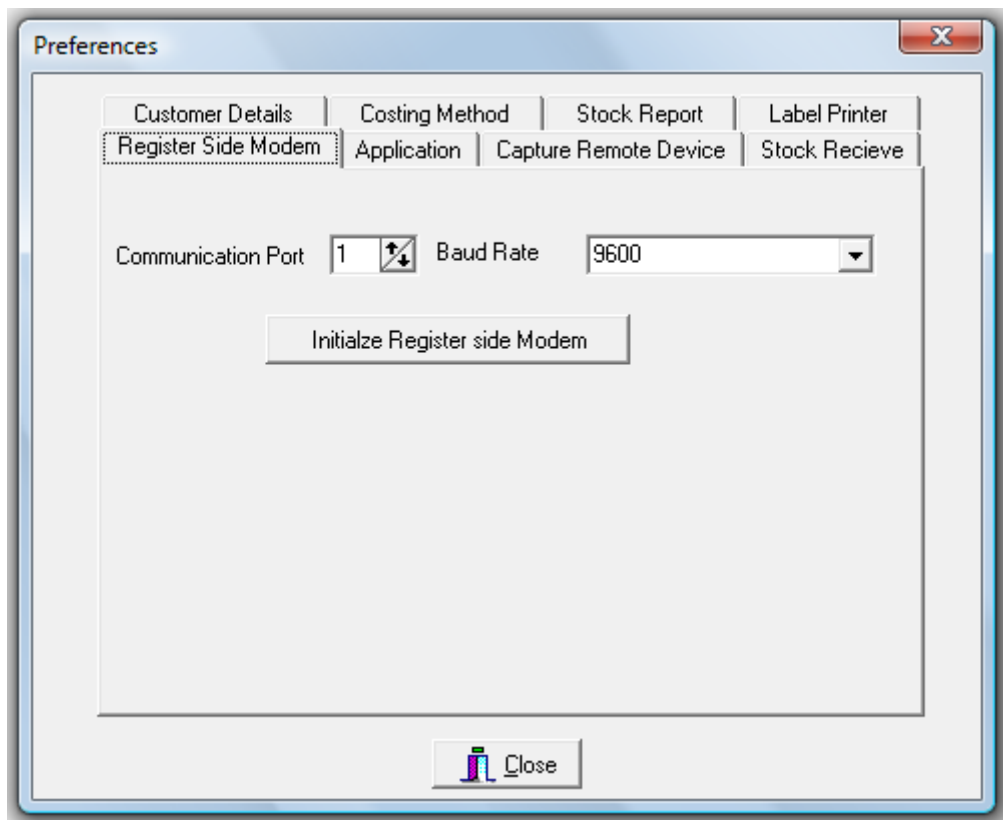 Preferences
Customer Details Costing Method Stock Report Label Printer
Register Side Modem Application Capture Remote Device Stock Recieve
Communication Port 1 Baud Rate 9600
Initialze Register side Modem
Close